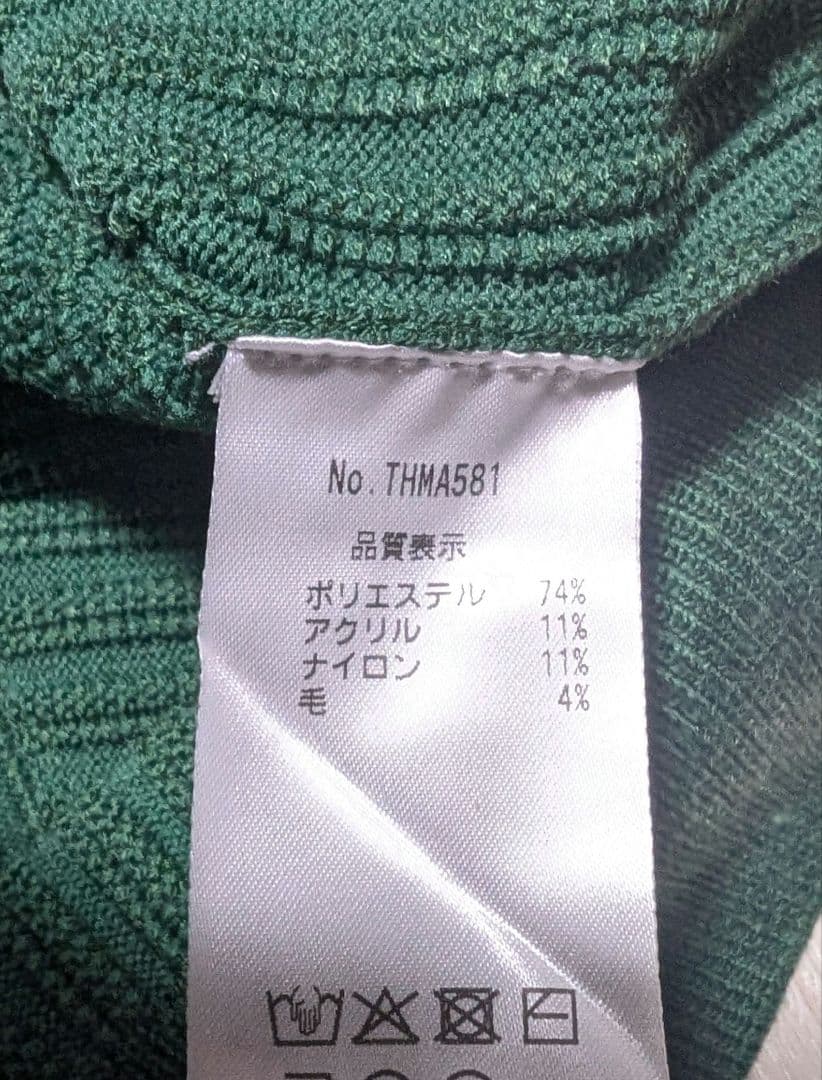 No.THMA581
品質表示
ポリエステル 74%
アクリル 11%
ナイロン 11%
毛 4%